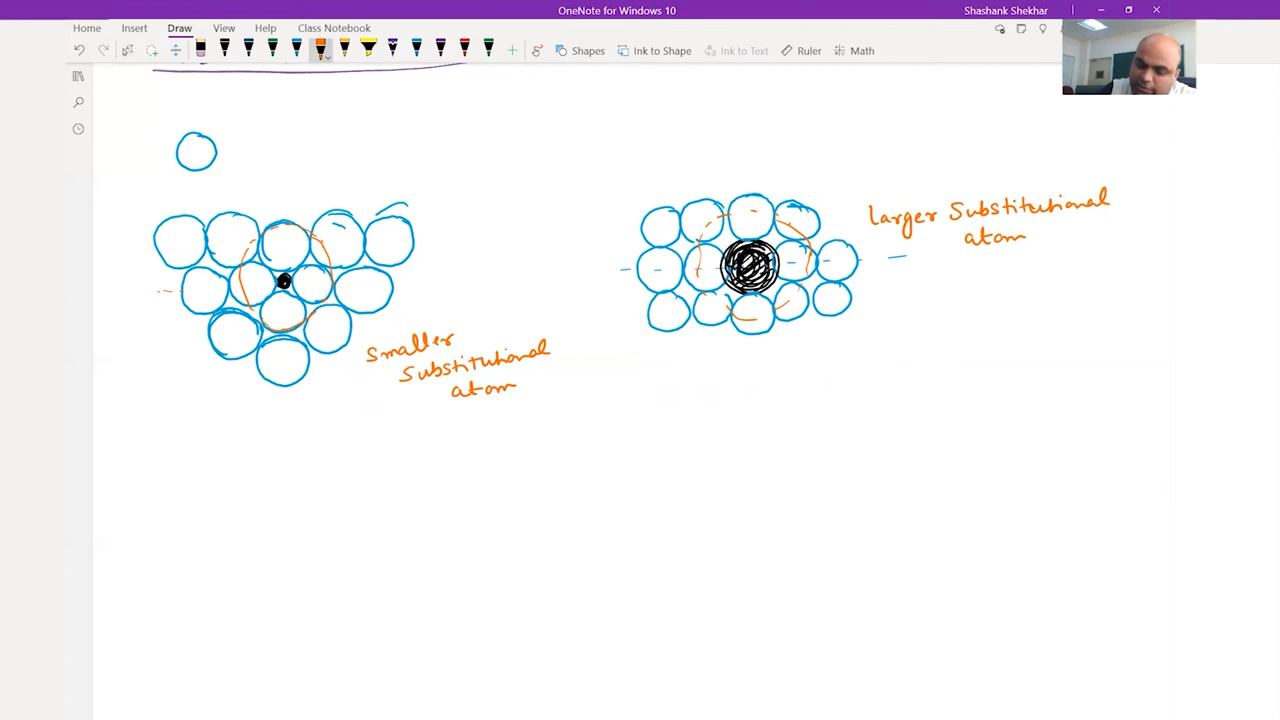 OneNote for Windows 10
Shashank Shekhar
Home Insert Draw View Help Class Notebook
Shapes Ink to Shape Ink to Text Ruler Math
Smaller
Substitutional
atom
larger Substitutional
atom